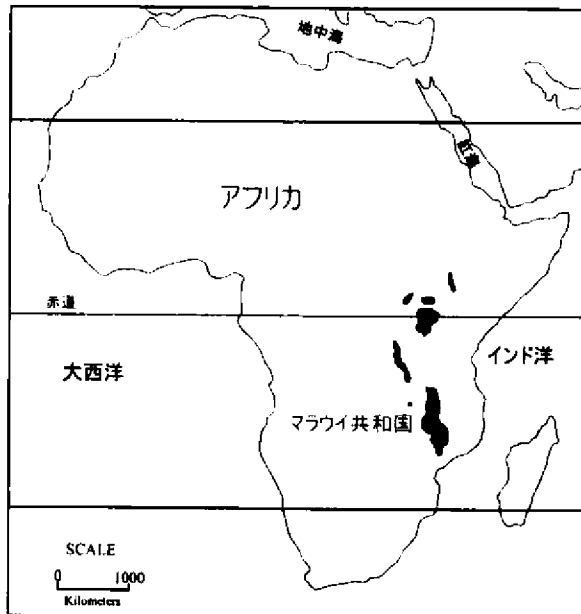 地中海
紅海
アフリカ
赤道
大西洋
インド洋
マラウイ共和国
SCALE
0 1000
Kilometers